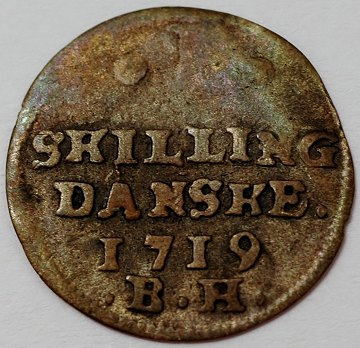 SKILLING
DANSKE.
1719
.B.H.